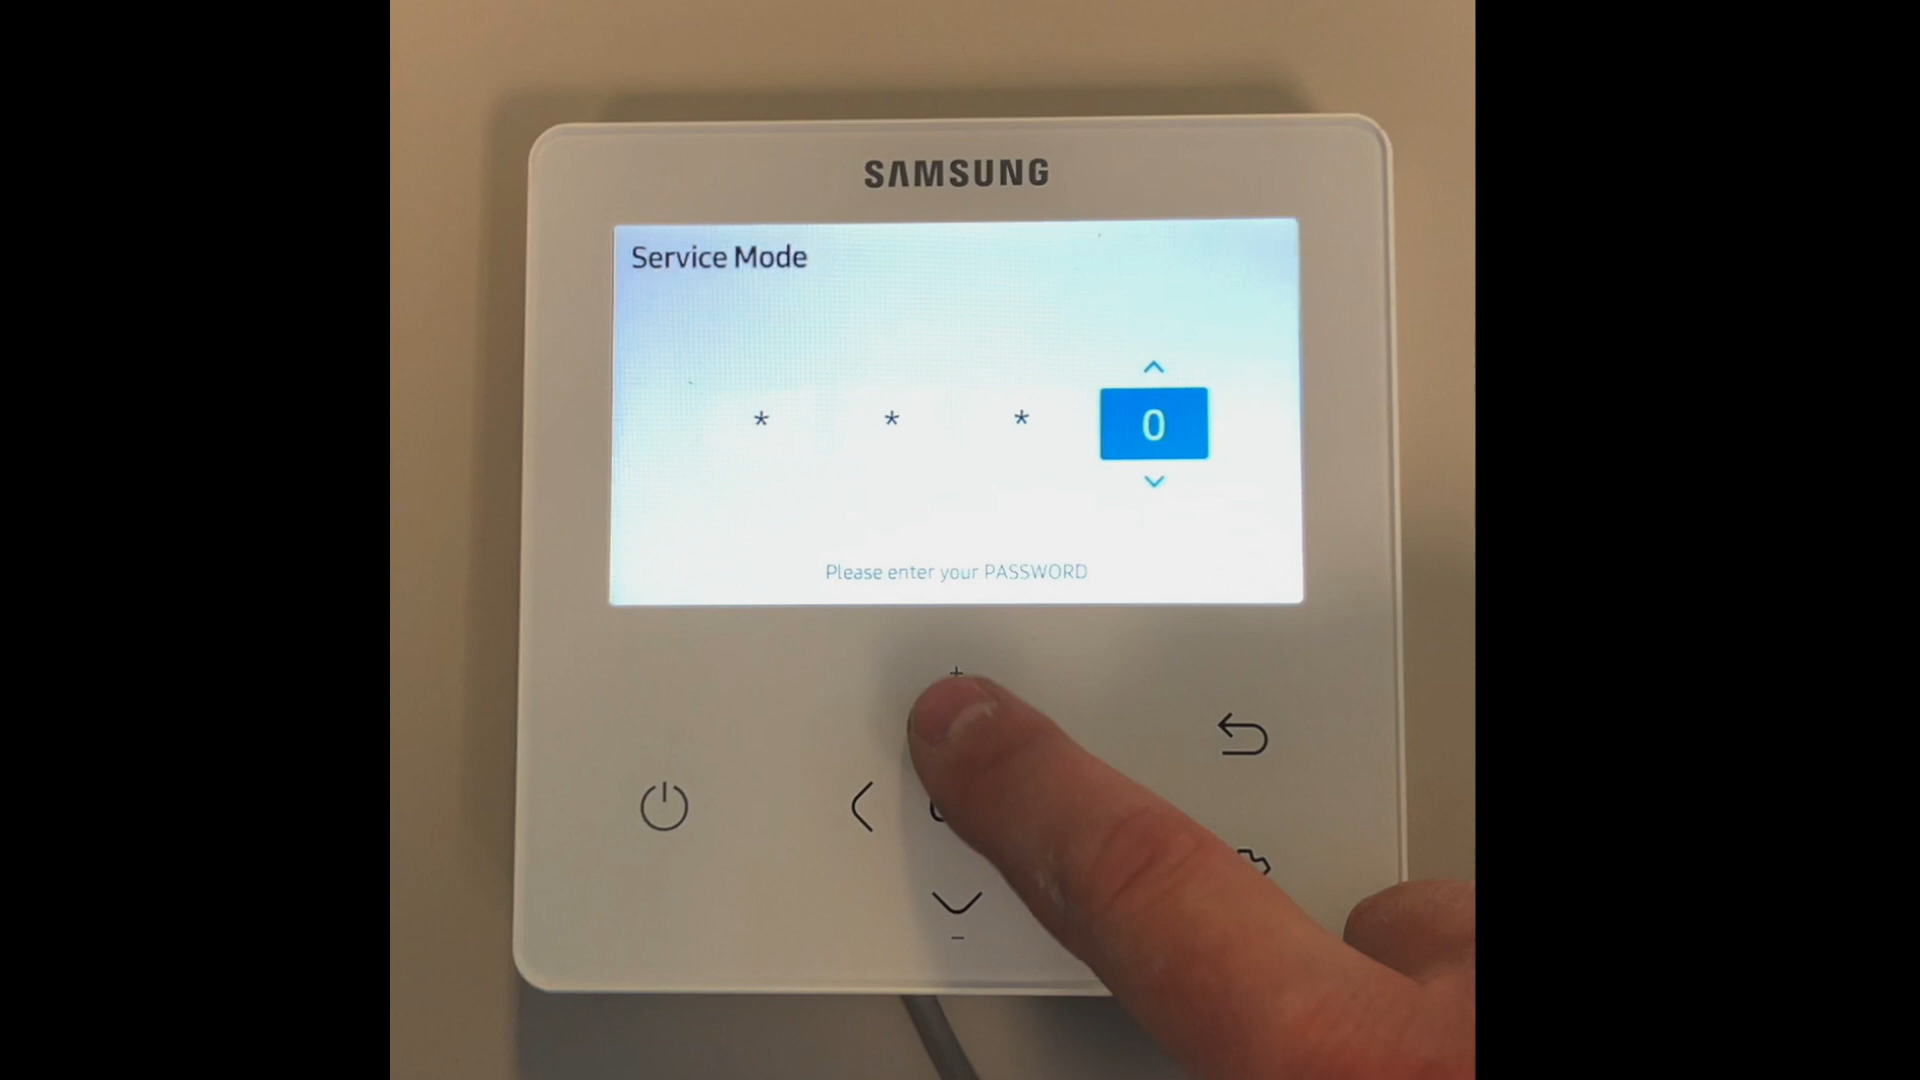 SAMSUNG
Service Mode
* * * 0
Please enter your PASSWORD
+
-